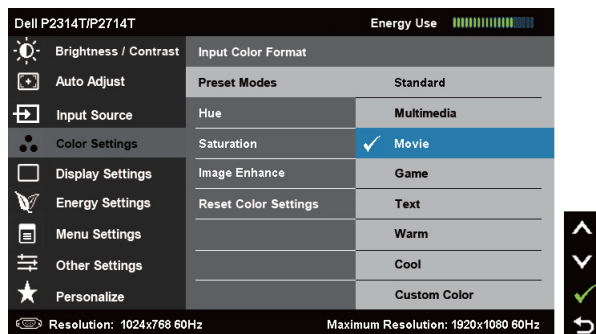 Dell P2314T/P2714T Energy Use
Brightness / Contrast Input Color Format
Auto Adjust Preset Modes Standard
Input Source Hue Multimedia
Color Settings Saturation Movie
Display Settings Image Enhance Game
Energy Settings Reset Color Settings Text
Menu Settings Warm
Other Settings Cool
Personalize Custom Color
Resolution: 1024x768 60Hz Maximum Resolution: 1920x1080 60Hz